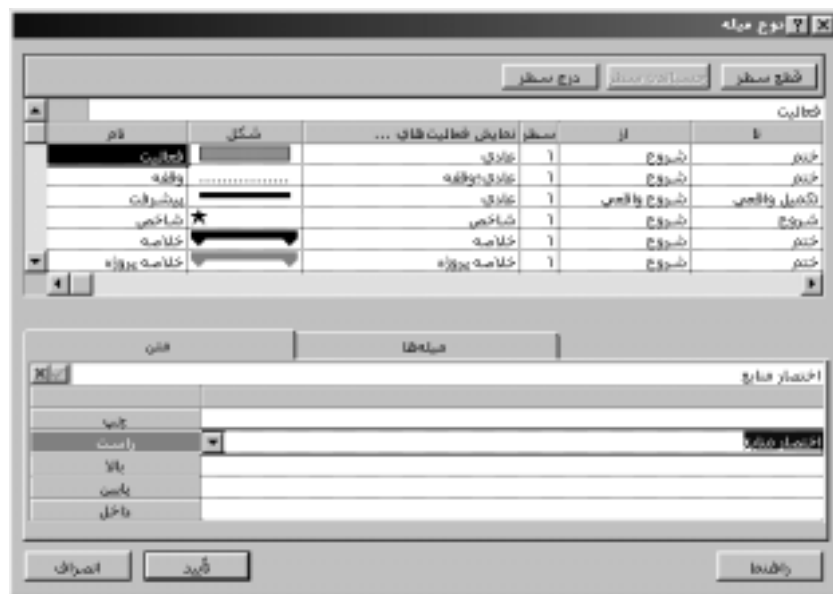 نوع میله
قطع سطر چسباندن سطر درج سطر
فعالیت
نام شکل نمایش فعالیت‌های ... سطر از تا
فعالیت عادی ۱ شروع ختم
وقفه عادی؛وقفه ۱ شروع ختم
پیشرفت عادی ۱ شروع واقعی تکمیل واقعی
شاخص شاخص ۱ شروع شروع
خلاصه خلاصه ۱ شروع ختم
خلاصه پروژه خلاصه پروژه ۱ شروع ختم
متن میله‌ها
اختصار منابع
چپ
راست اختصار منابع
بالا
پایین
داخل
راهنما تأیید انصراف